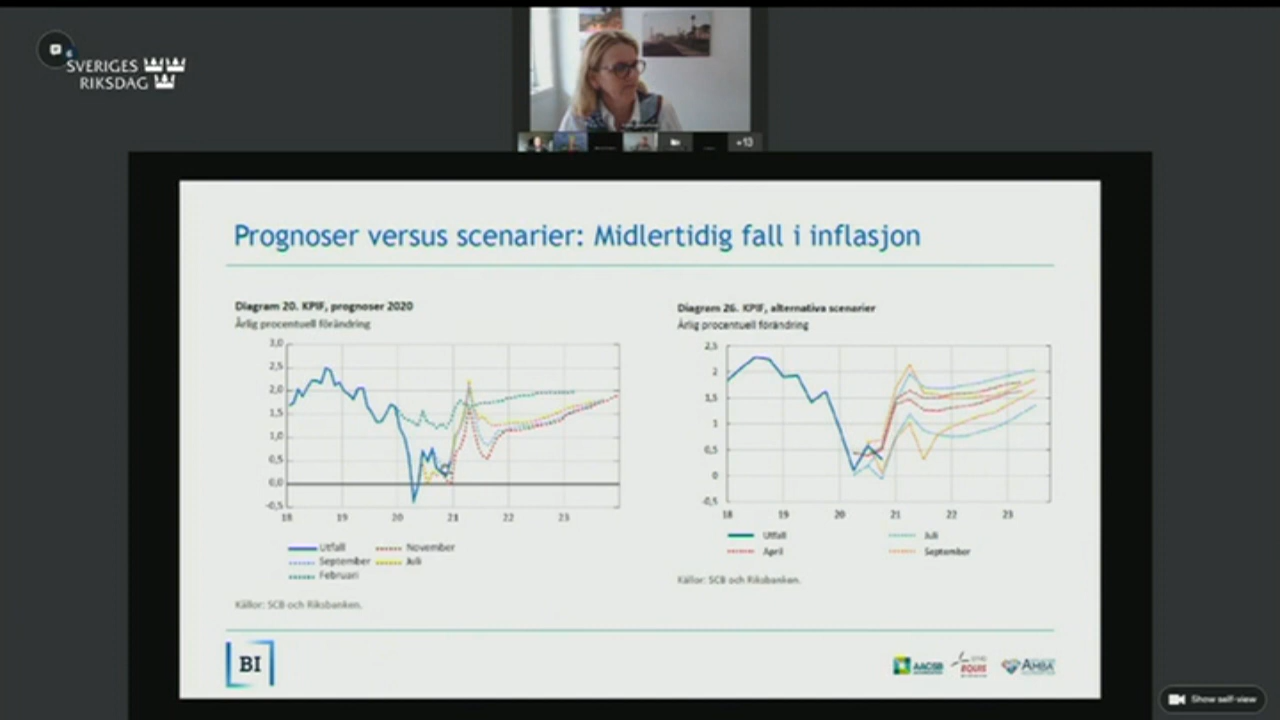 SVERIGES
RIKSDAG
+13
Prognoser versus scenarier: Midlertidig fall i inflasjon
Diagram 20. KPIF, prognoser 2020
Årlig procentuell förändring
3,0
2,5
2,0
1,5
1,0
0,5
0,0
-0,5
18 19 20 21 22 23
Utfall
November
September
Juli
Februari
Källor: SCB och Riksbanken.
Diagram 26. KPIF, alternativa scenarier
Årlig procentuell förändring
2,5
2
1,5
1
0,5
0
-0,5
18 19 20 21 22 23
Utfall
Juli
April
September
Källor: SCB och Riksbanken.
BI
AACSB
EQUIS
AMBA
Show self-view